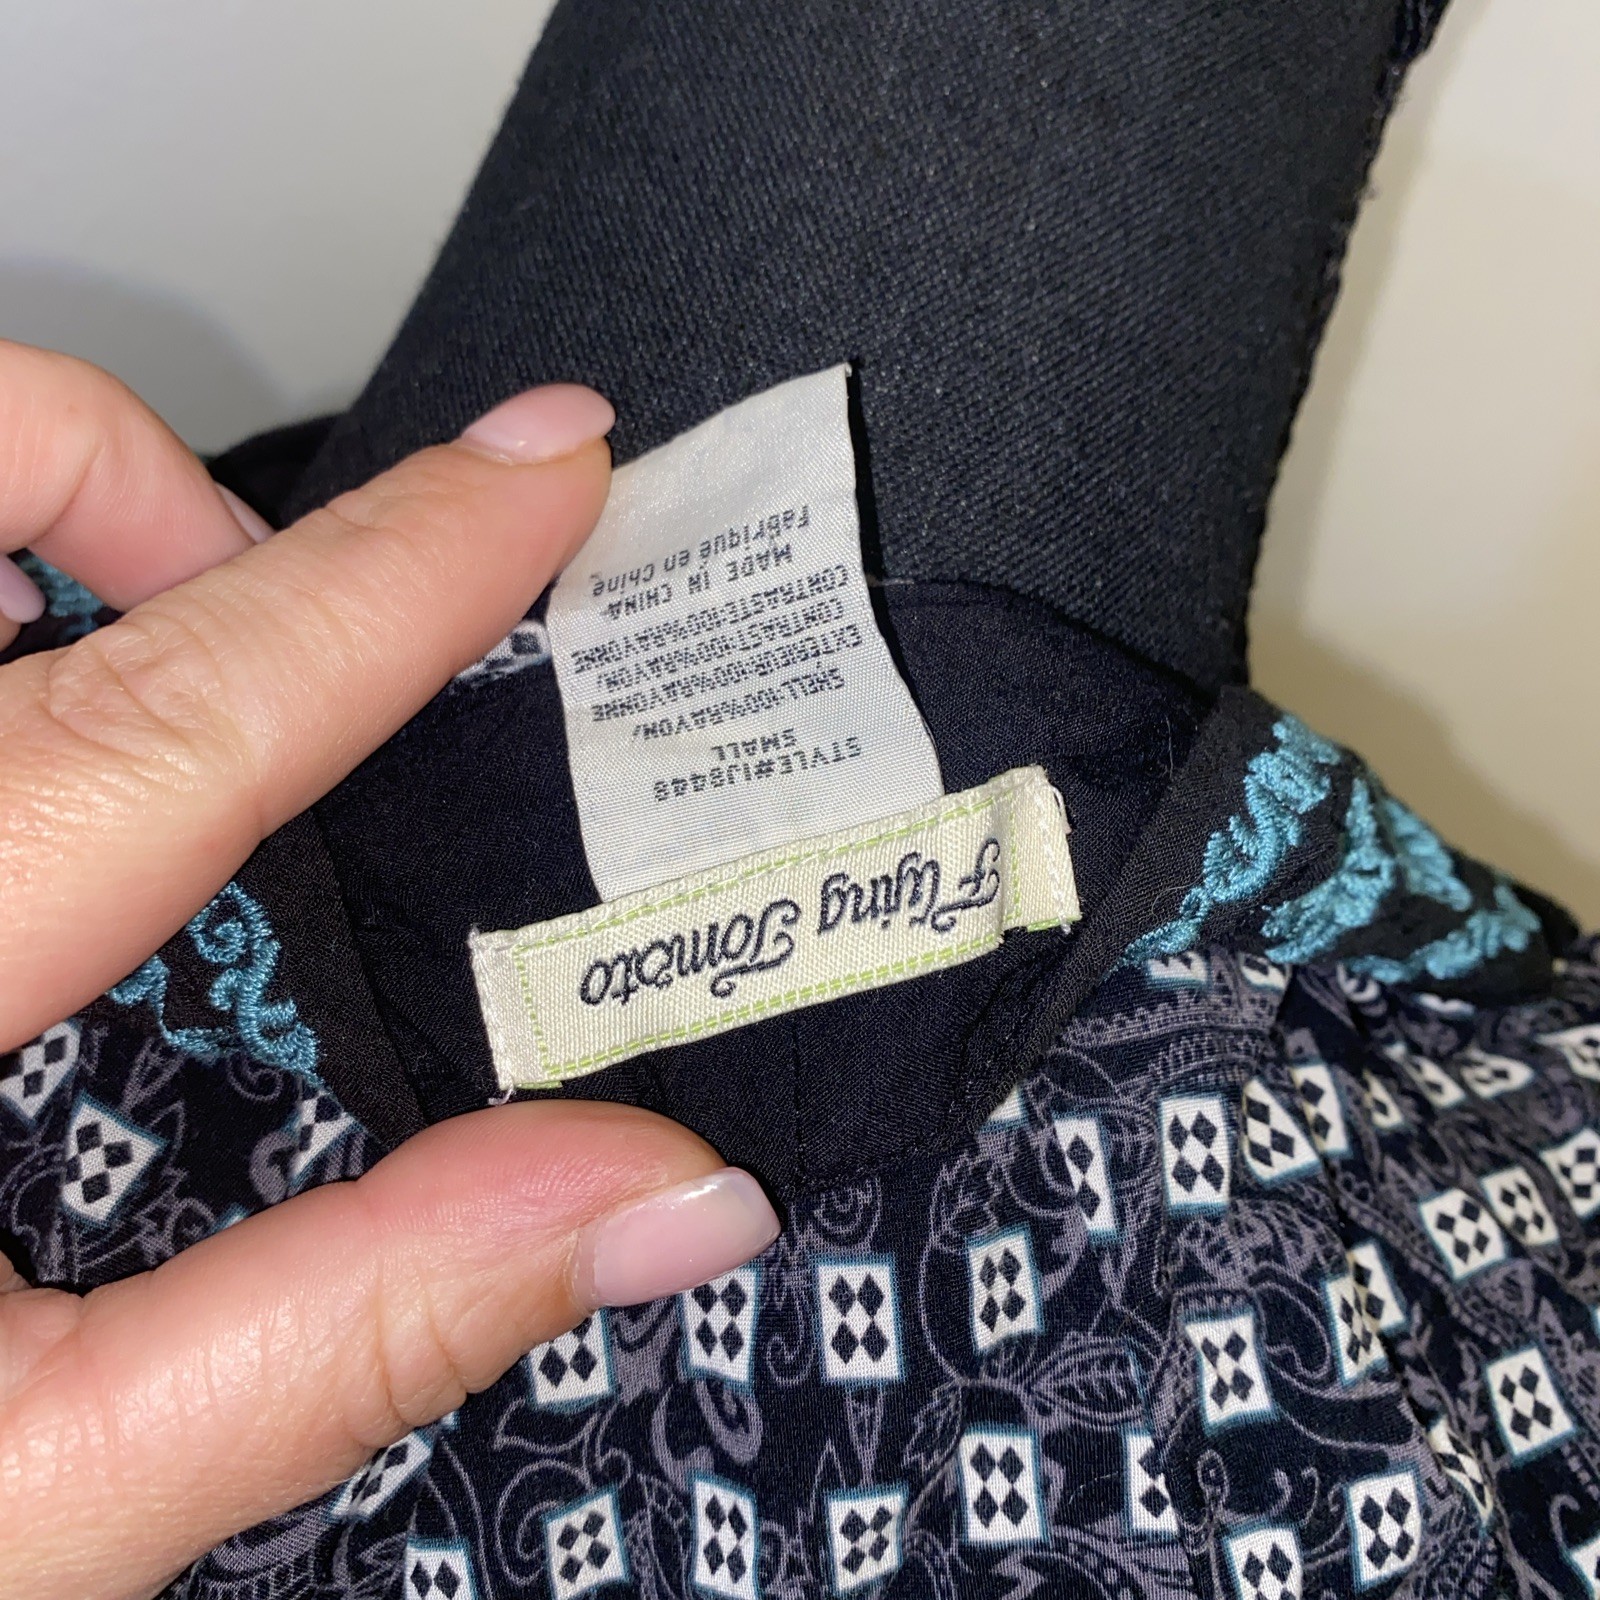 Flying Tomato
STYLE#IJ8448
SMALL
SHELL:100%RAYON/
EXTERIEUR:100%RAYONNE
CONTRAST:100%RAYON/
CONTRASTE:100%RAYONNE
MADE IN CHINA
Fabriqué en Chine